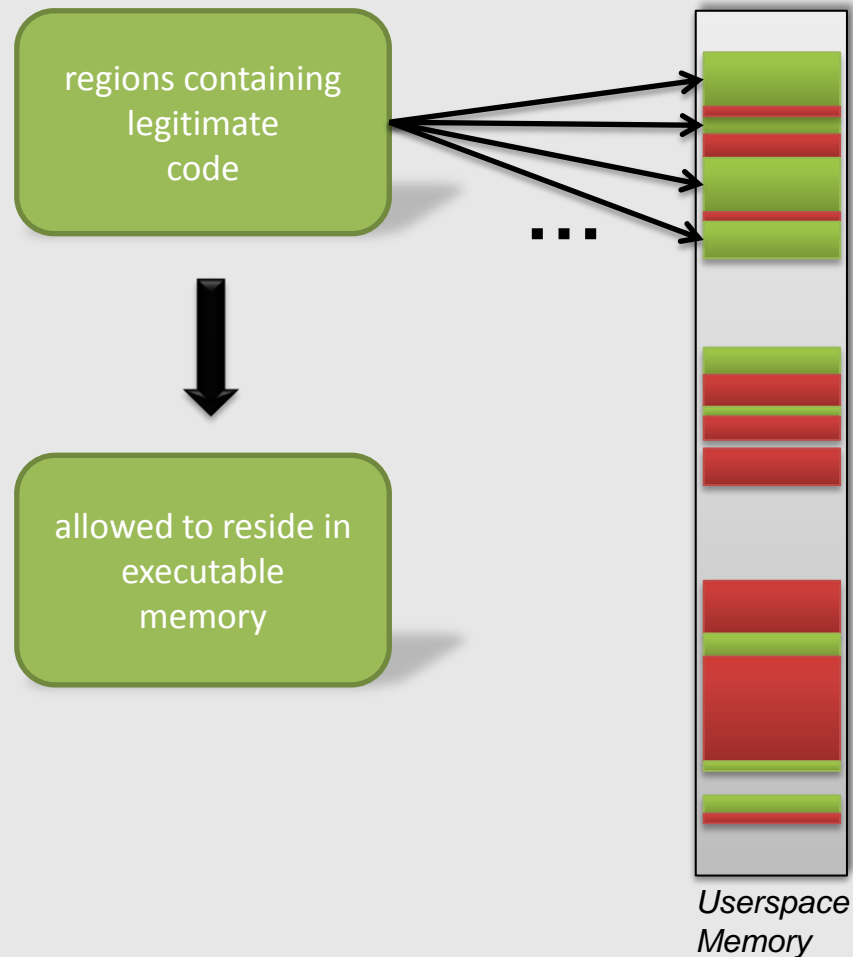 regions containing
legitimate
code
...
allowed to reside in
executable
memory
Userspace
Memory